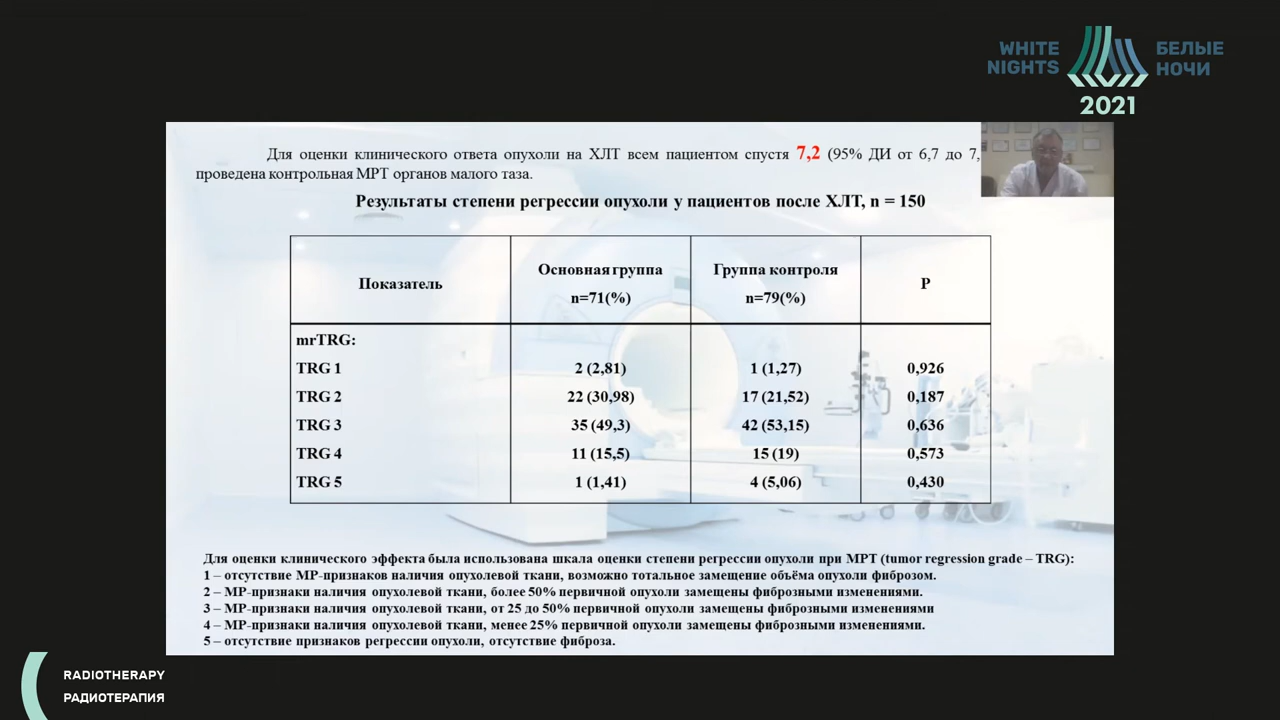 WHITE NIGHTS
БЕЛЫЕ НОЧИ
2021
Для оценки клинического ответа опухоли на ХЛТ всем пациентом спустя 7,2 (95% ДИ от 6,7 до 7,
проведена контрольная МРТ органов малого таза.
Результаты степени регрессии опухоли у пациентов после ХЛТ, n = 150
Показатель
Основная группа n=71(%)
Группа контроля n=79(%)
P
mrTRG:
TRG 1 2 (2,81) 1 (1,27) 0,926
TRG 2 22 (30,98) 17 (21,52) 0,187
TRG 3 35 (49,3) 42 (53,15) 0,636
TRG 4 11 (15,5) 15 (19) 0,573
TRG 5 1 (1,41) 4 (5,06) 0,430
Для оценки клинического эффекта была использована шкала оценки степени регрессии опухоли при МРТ (tumor regression grade – TRG):
1 – отсутствие МР-признаков наличия опухолевой ткани, возможно тотальное замещение объёма опухоли фиброзом.
2 – МР-признаки наличия опухолевой ткани, более 50% первичной опухоли замещены фиброзными изменениями.
3 – МР-признаки наличия опухолевой ткани, от 25 до 50% первичной опухоли замещены фиброзными изменениями
4 – МР-признаки наличия опухолевой ткани, менее 25% первичной опухоли замещены фиброзными изменениями.
5 – отсутствие признаков регрессии опухоли, отсутствие фиброза.
RADIOTHERAPY
РАДИОТЕРАПИЯ